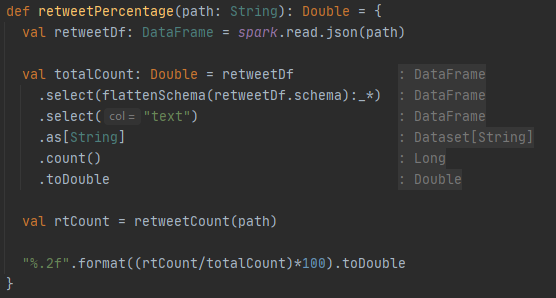 def retweetPercentage(path: String): Double = {
  val retweetDf: DataFrame = spark.read.json(path)

  val totalCount: Double = retweetDf : DataFrame
    .select(flattenSchema(retweetDf.schema):_*) : DataFrame
    .select( col = "text") : DataFrame
    .as[String] : Dataset[String]
    .count() : Long
    .toDouble : Double

  val rtCount = retweetCount(path)

  "%.2f".format((rtCount/totalCount)*100).toDouble
}